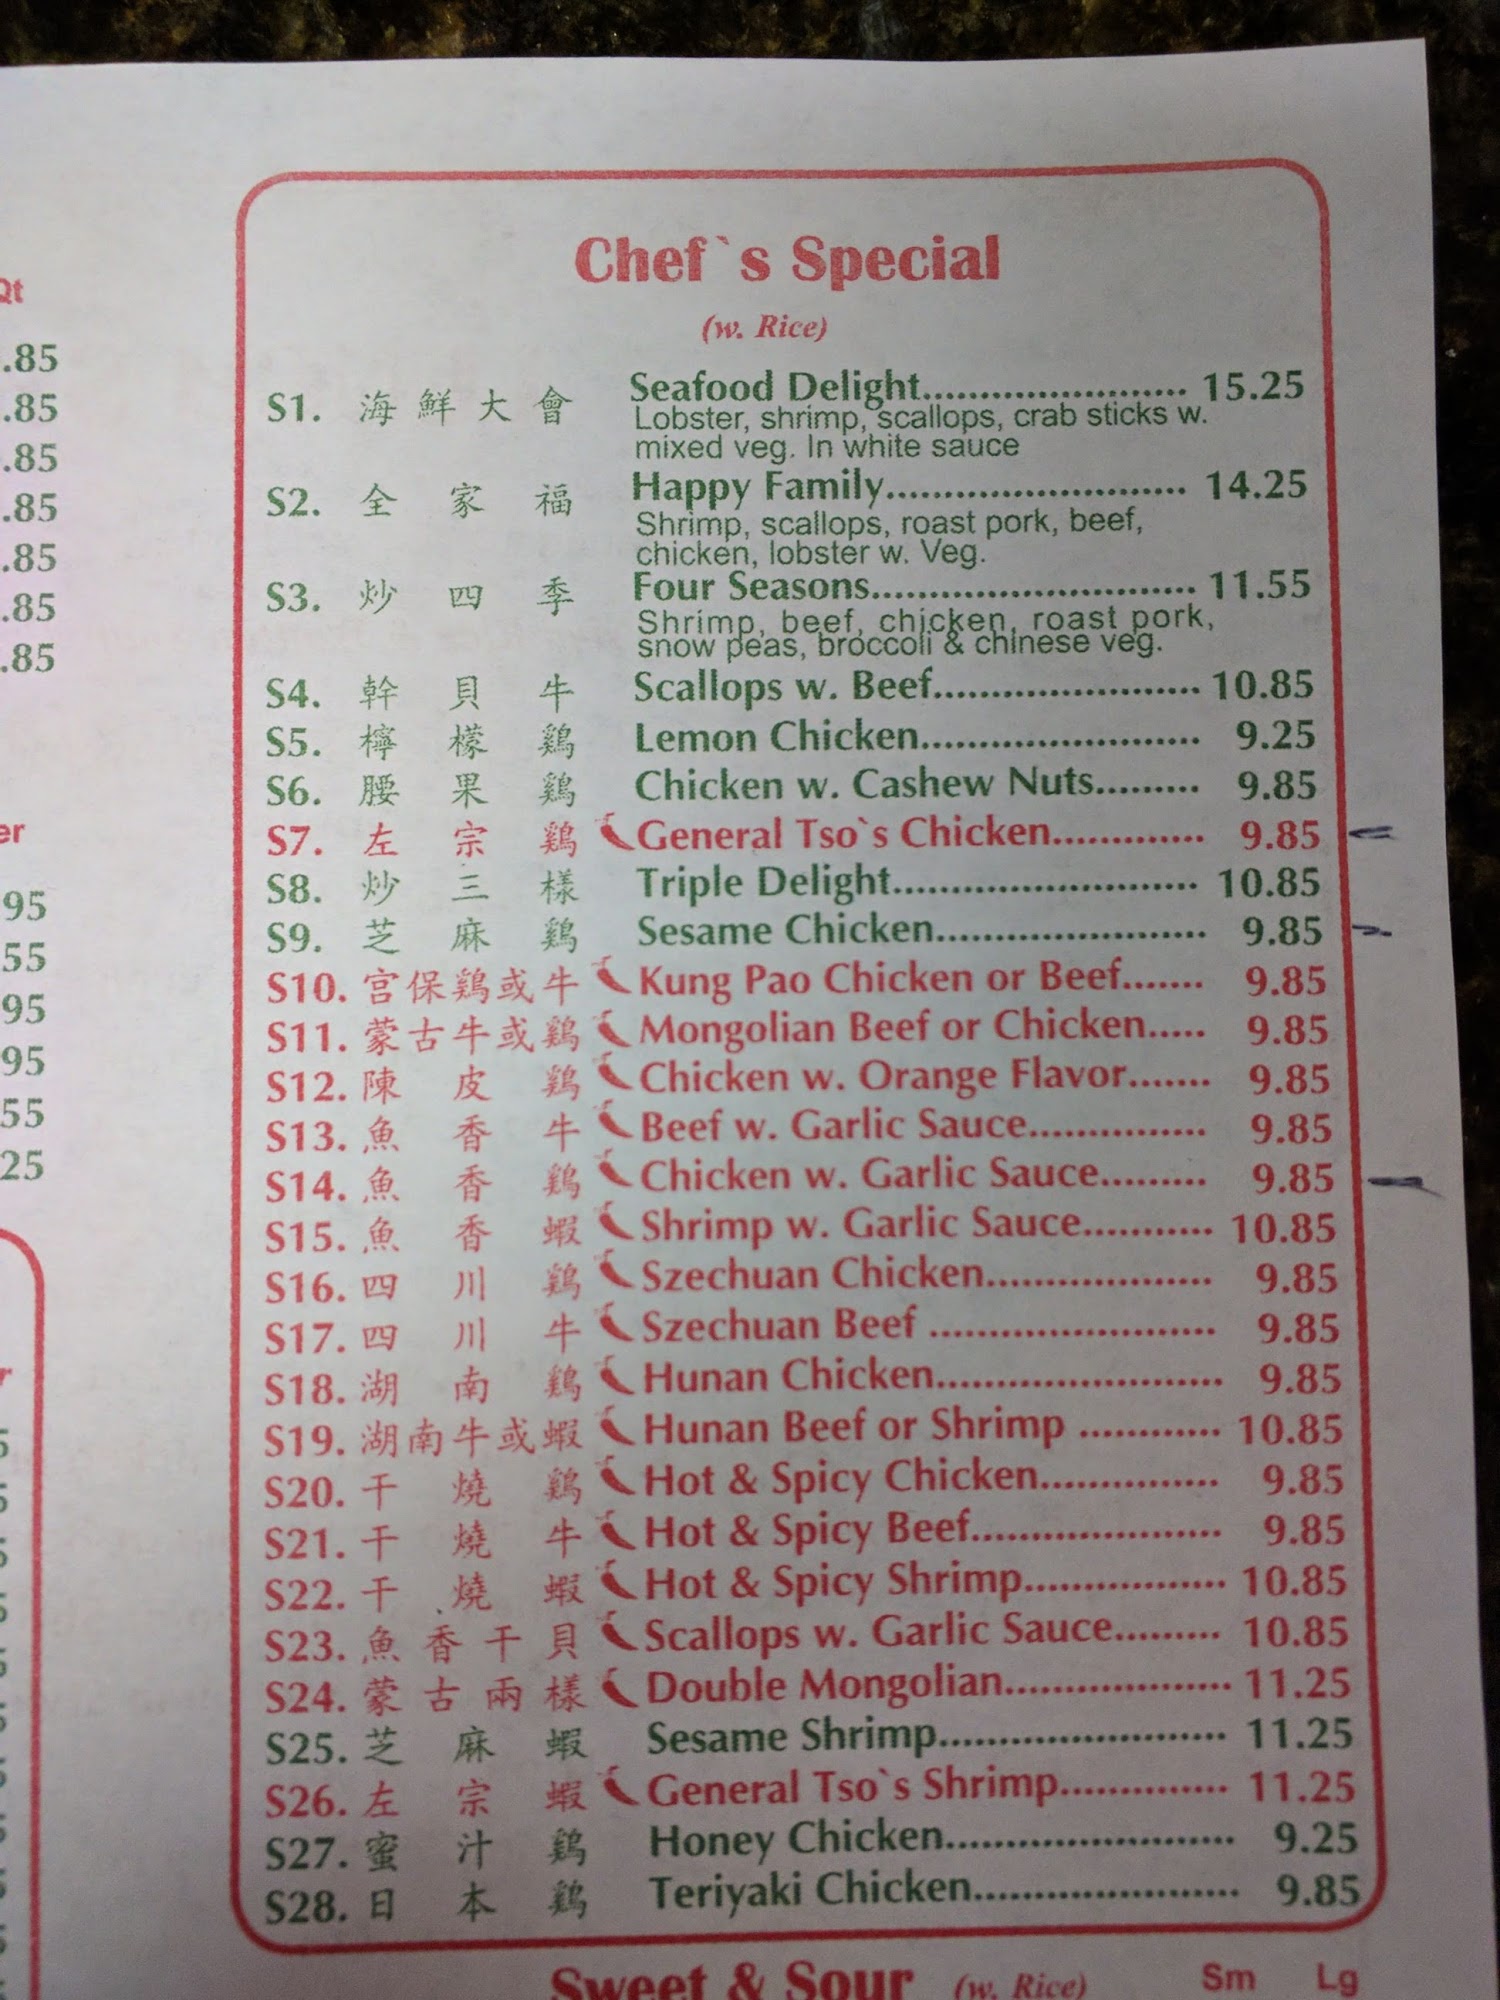 Qt
.85
.85
.85
.85
.85
.85
.85
er
95
55
95
95
55
25
r
Chef`s Special
(w. Rice)
S1. 海鮮大會 Seafood Delight...................... 15.25
Lobster, shrimp, scallops, crab sticks w.
mixed veg. In white sauce
S2. 全家福 Happy Family.......................... 14.25
Shrimp, scallops, roast pork, beef,
chicken, lobster w. Veg.
S3. 炒四季 Four Seasons............................ 11.55
Shrimp, beef, chicken, roast pork,
snow peas, broccoli & chinese veg.
S4. 幹貝牛 Scallops w. Beef....................... 10.85
S5. 檸檬鷄 Lemon Chicken........................ 9.25
S6. 腰果鷄 Chicken w. Cashew Nuts......... 9.85
S7. 左宗鷄 General Tso`s Chicken............. 9.85
S8. 炒三樣 Triple Delight.......................... 10.85
S9. 芝麻鷄 Sesame Chicken....................... 9.85
S10. 宮保鷄或牛 Kung Pao Chicken or Beef....... 9.85
S11. 蒙古牛或鷄 Mongolian Beef or Chicken..... 9.85
S12. 陳皮鷄 Chicken w. Orange Flavor....... 9.85
S13. 魚香牛 Beef w. Garlic Sauce............... 9.85
S14. 魚香鷄 Chicken w. Garlic Sauce......... 9.85
S15. 魚香蝦 Shrimp w. Garlic Sauce........... 10.85
S16. 四川鷄 Szechuan Chicken................... 9.85
S17. 四川牛 Szechuan Beef ........................ 9.85
S18. 湖南鷄 Hunan Chicken........................ 9.85
S19. 湖南牛或蝦 Hunan Beef or Shrimp ............ 10.85
S20. 干燒鷄 Hot & Spicy Chicken............... 9.85
S21. 干燒牛 Hot & Spicy Beef..................... 9.85
S22. 干燒蝦 Hot & Spicy Shrimp................. 10.85
S23. 魚香干貝 Scallops w. Garlic Sauce......... 10.85
S24. 蒙古兩樣 Double Mongolian................... 11.25
S25. 芝麻蝦 Sesame Shrimp........................ 11.25
S26. 左宗蝦 General Tso`s Shrimp.............. 11.25
S27. 蜜汁鷄 Honey Chicken........................ 9.25
S28. 日本鷄 Teriyaki Chicken...................... 9.85
Sweet & Sour (w. Rice) Sm Lg